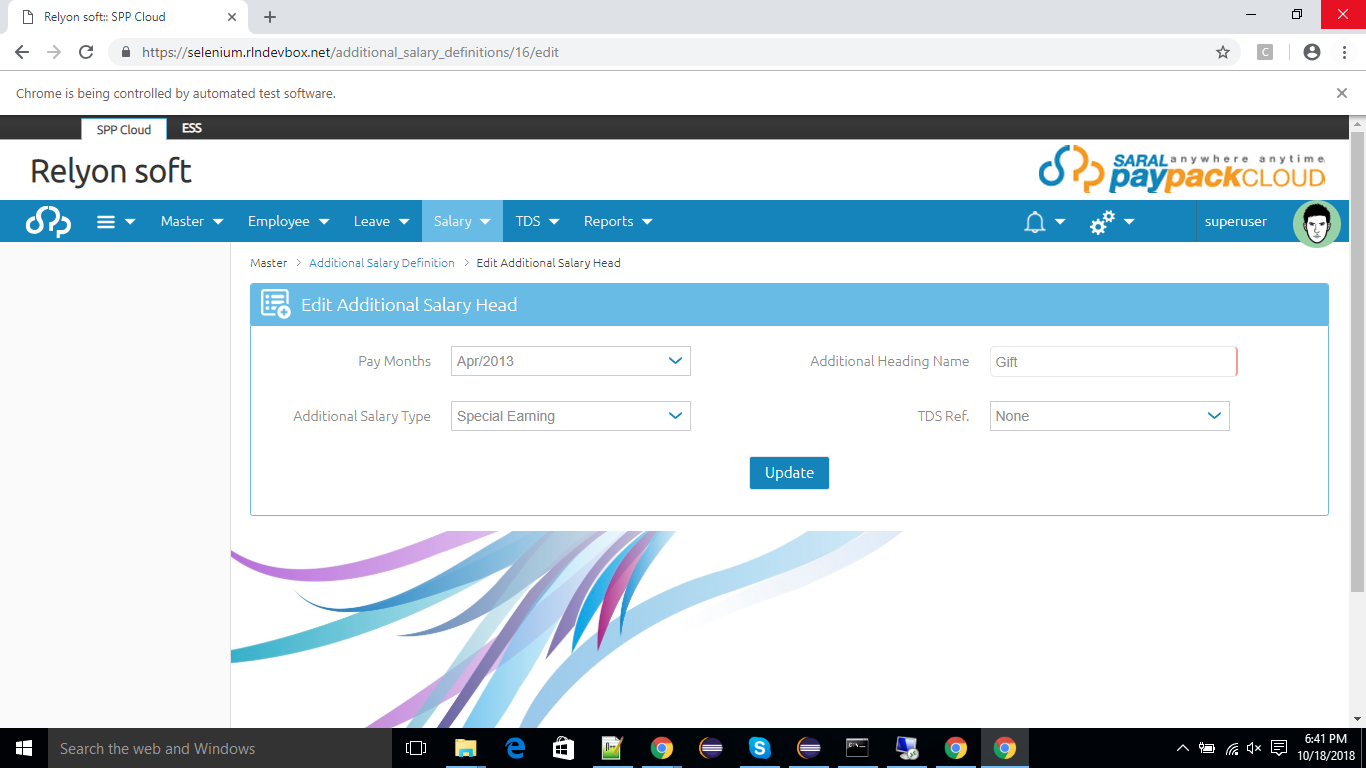 Relyon soft:: SPP Cloud
https://selenium.rlndevbox.net/additional_salary_definitions/16/edit
C
Chrome is being controlled by automated test software.
SPP Cloud ESS
Relyon soft
SARAL anywhere anytime
paypackCLOUD
Master Employee Leave Salary TDS Reports superuser
Master > Additional Salary Definition > Edit Additional Salary Head
Edit Additional Salary Head
Pay Months Apr/2013 Additional Heading Name Gift
Additional Salary Type Special Earning TDS Ref. None
Update
Search the web and Windows
6:41 PM
10/18/2018